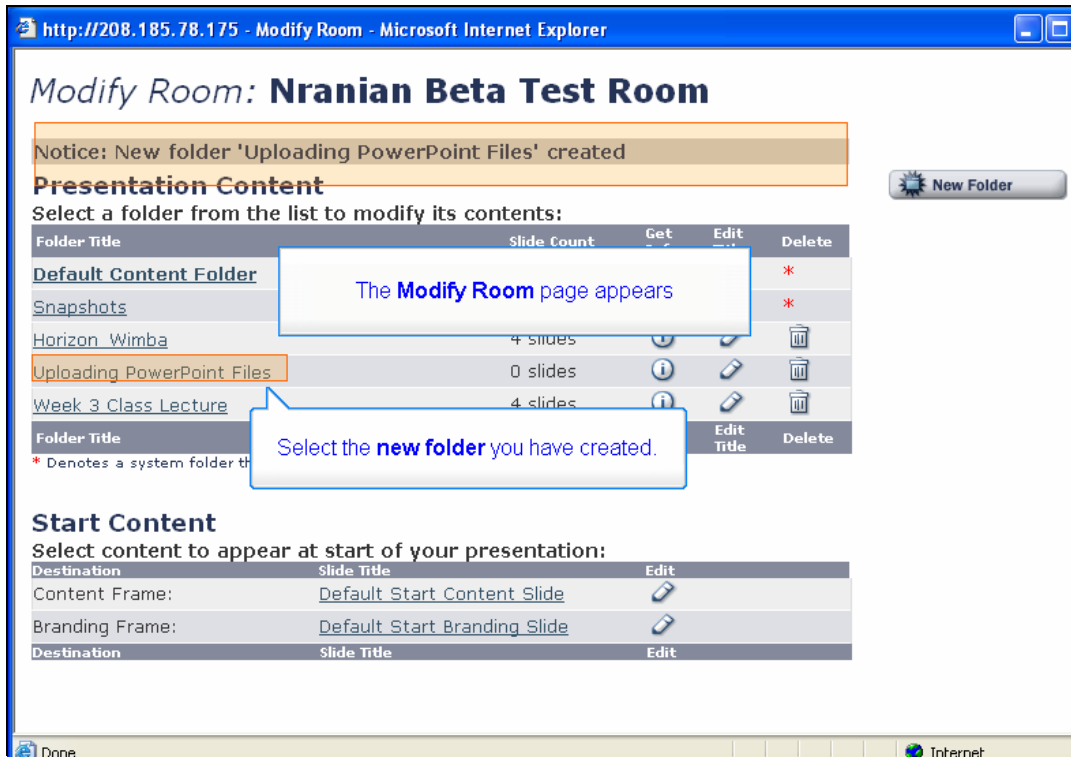 http://208.185.78.175 - Modify Room - Microsoft Internet Explorer
Modify Room: Nranian Beta Test Room
Notice: New folder 'Uploading PowerPoint Files' created
Presentation Content
New Folder
Select a folder from the list to modify its contents:
Folder Title Slide Count Get Edit Delete
Default Content Folder *
The Modify Room page appears
Snapshots *
Horizon Wimba 4 slides
Uploading PowerPoint Files 0 slides
Week 3 Class Lecture 4 slides
Folder Title Edit Title Delete
Select the new folder you have created.
* Denotes a system folder
Start Content
Select content to appear at start of your presentation:
Destination Slide Title Edit
Content Frame: Default Start Content Slide
Branding Frame: Default Start Branding Slide
Destination Slide Title Edit
Done Internet